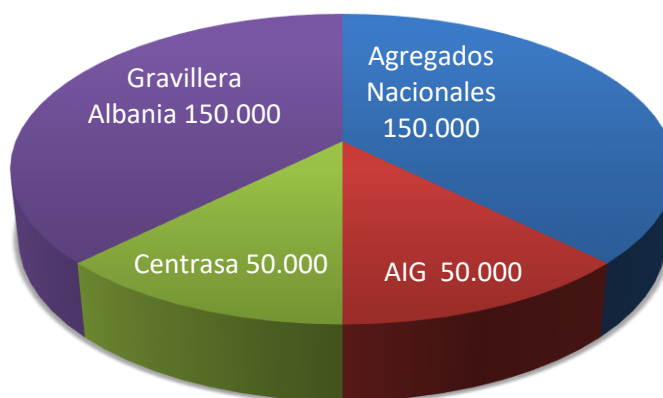 Gravillera
Albania 150.000
Agregados
Nacionales
150.000
Centrasa 50.000
AIG  50.000